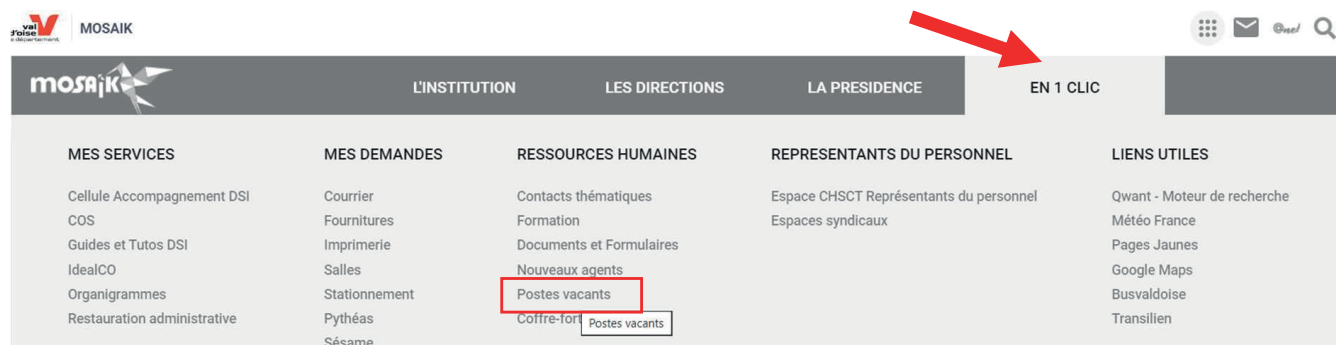 val
d'oise
le département
MOSAIK
@nel
mosaïk
L'INSTITUTION
LES DIRECTIONS
LA PRESIDENCE
EN 1 CLIC
MES SERVICES
Cellule Accompagnement DSI
COS
Guides et Tutos DSI
IdealCO
Organigrammes
Restauration administrative
MES DEMANDES
Courrier
Fournitures
Imprimerie
Salles
Stationnement
Pythéas
Sésame
RESSOURCES HUMAINES
Contacts thématiques
Formation
Documents et Formulaires
Nouveaux agents
Postes vacants
Coffre-fort
Postes vacants
REPRESENTANTS DU PERSONNEL
Espace CHSCT Représentants du personnel
Espaces syndicaux
LIENS UTILES
Qwant - Moteur de recherche
Météo France
Pages Jaunes
Google Maps
Busvaldoise
Transilien